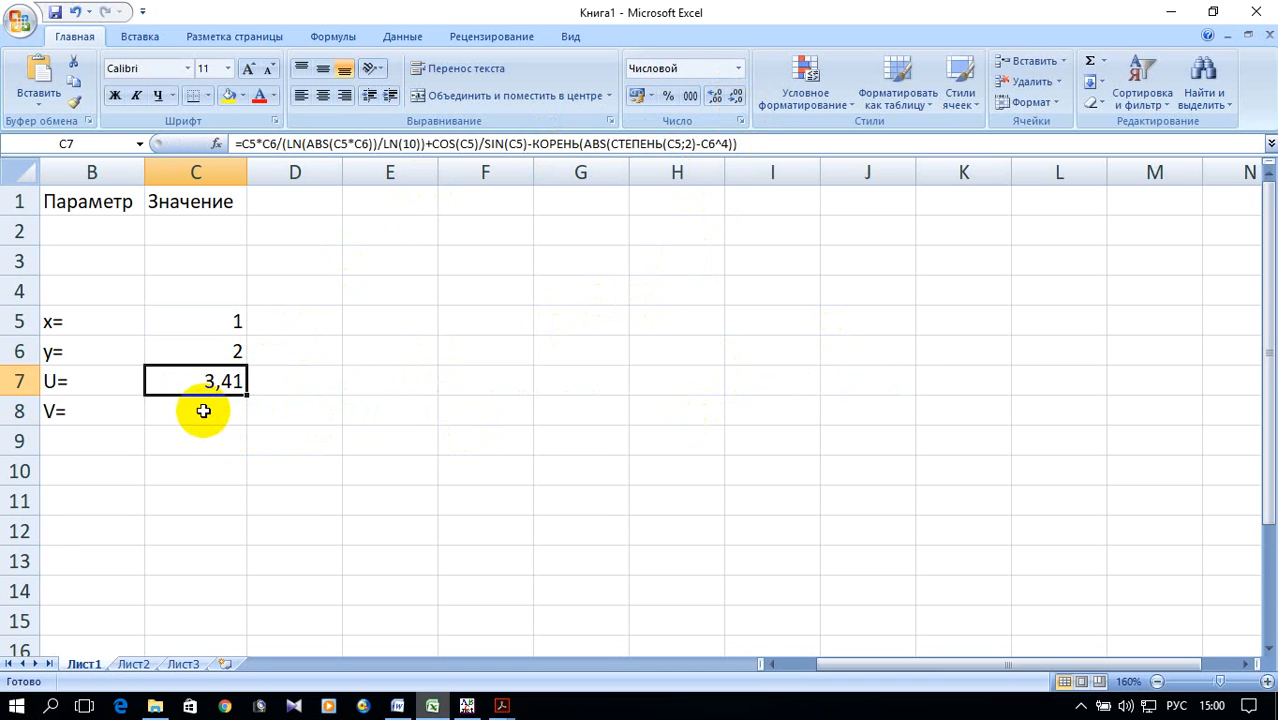 Книга1 - Microsoft Excel
Главная Вставка Разметка страницы Формулы Данные Рецензирование Вид
Вставить
Calibri 11
Ж К Ч А
Перенос текста
Объединить и поместить в центре
Числовой
% 000
Условное форматирование
Форматировать как таблицу
Стили ячеек
Вставить
Удалить
Формат
Σ
Сортировка и фильтр
Найти и выделить
Буфер обмена Шрифт Выравнивание Число Стили Ячейки Редактирование
C7 fx =C5*C6/(LN(ABS(C5*C6))/LN(10))+COS(C5)/SIN(C5)-КОРЕНЬ(ABS(СТЕПЕНЬ(C5;2)-C6^4))
B C D E F G H I J K L M N
1 Параметр Значение
2
3
4
5 x= 1
6 y= 2
7 U= 3,41
8 V=
9
10
11
12
13
14
15
16
Лист1 Лист2 Лист3
Готово 160%
РУС 15:00